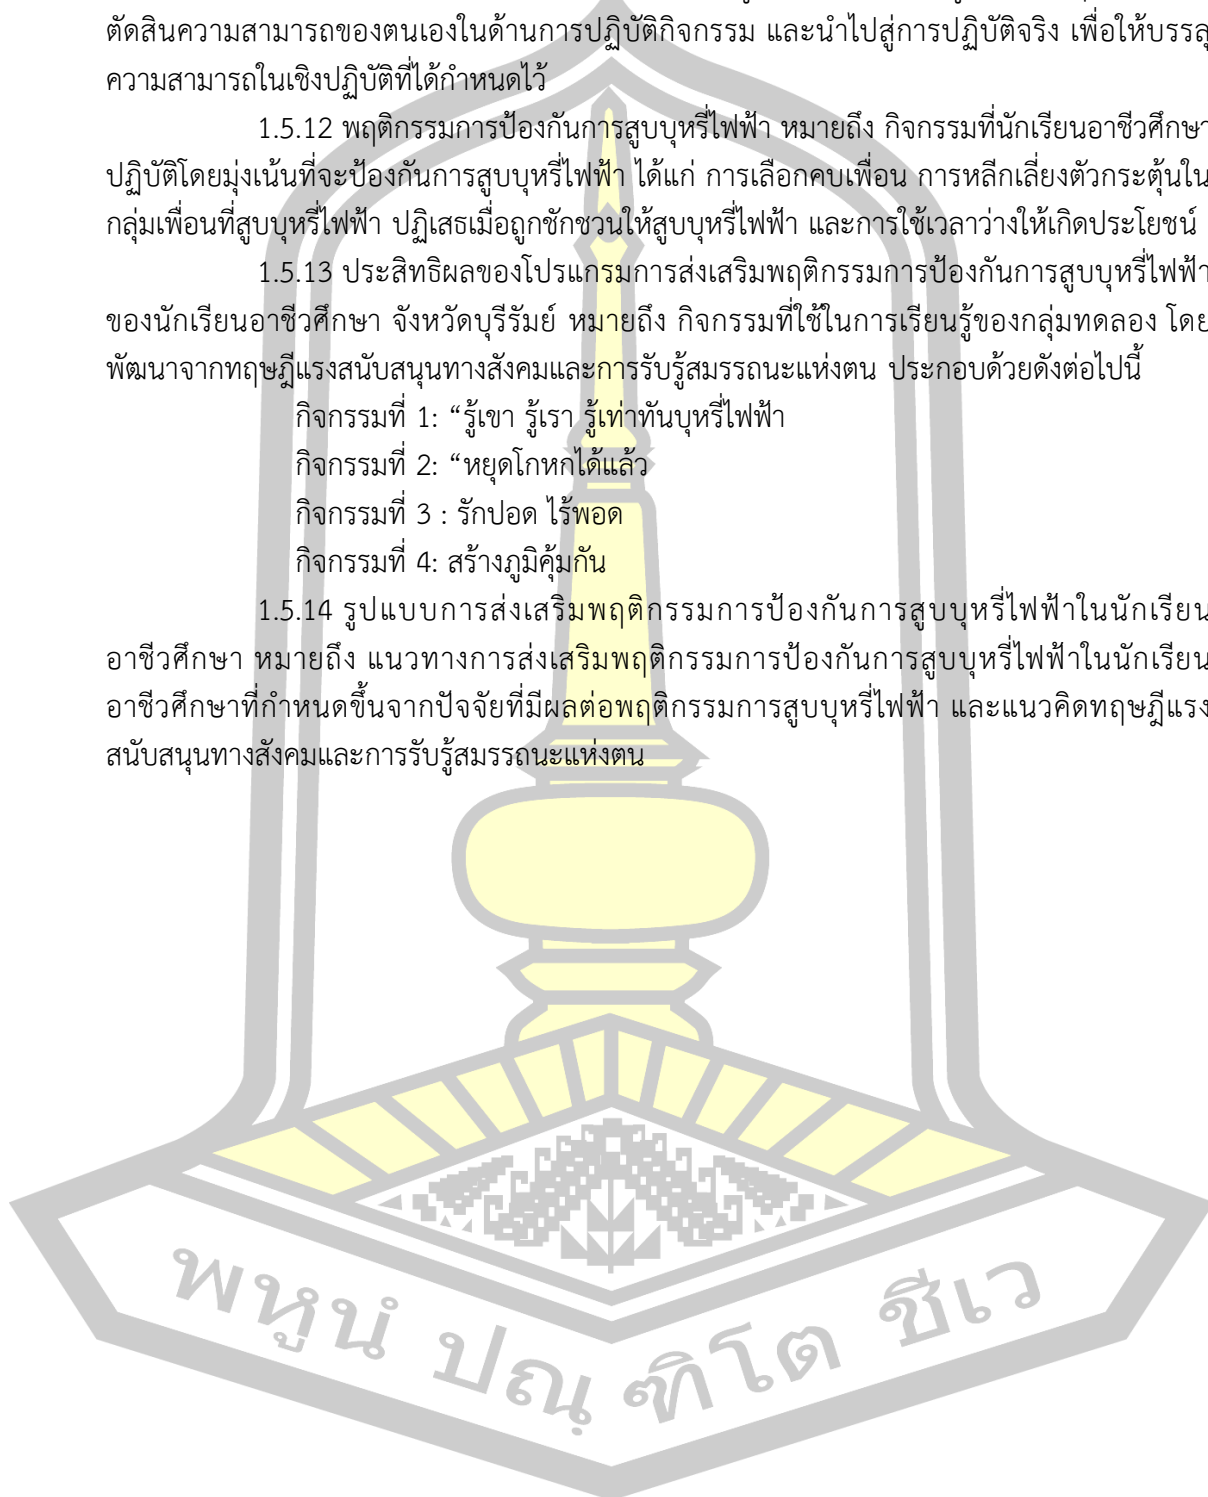 ตัดสินความสามารถของตนเองในด้านการปฏิบัติกิจกรรม และนำไปสู่การปฏิบัติจริง เพื่อให้บรรลุ
ความสามารถในเชิงปฏิบัติที่ได้กำหนดไว้
1.5.12 พฤติกรรมการป้องกันการสูบบุหรี่ไฟฟ้า หมายถึง กิจกรรมที่นักเรียนอาชีวศึกษา
ปฏิบัติโดยมุ่งเน้นที่จะป้องกันการสูบบุหรี่ไฟฟ้า ได้แก่ การเลือกคบเพื่อน การหลีกเลี่ยงตัวกระตุ้นใน
กลุ่มเพื่อนที่สูบบุหรี่ไฟฟ้า ปฏิเสธเมื่อถูกชักชวนให้สูบบุหรี่ไฟฟ้า และการใช้เวลาว่างให้เกิดประโยชน์
1.5.13 ประสิทธิผลของโปรแกรมการส่งเสริมพฤติกรรมการป้องกันการสูบบุหรี่ไฟฟ้า
ของนักเรียนอาชีวศึกษา จังหวัดบุรีรัมย์ หมายถึง กิจกรรมที่ใช้ในการเรียนรู้ของกลุ่มทดลอง โดย
พัฒนาจากทฤษฎีแรงสนับสนุนทางสังคมและการรับรู้สมรรถนะแห่งตน ประกอบด้วยดังต่อไปนี้
กิจกรรมที่ 1: “รู้เขา รู้เรา รู้เท่าทันบุหรี่ไฟฟ้า
กิจกรรมที่ 2: “หยุดโกหกได้แล้ว
กิจกรรมที่ 3 : รักปอด ไร้พอด
กิจกรรมที่ 4: สร้างภูมิคุ้มกัน
1.5.14 รูปแบบการส่งเสริมพฤติกรรมการป้องกันการสูบบุหรี่ไฟฟ้าในนักเรียน
อาชีวศึกษา หมายถึง แนวทางการส่งเสริมพฤติกรรมการป้องกันการสูบบุหรี่ไฟฟ้าในนักเรียน
อาชีวศึกษาที่กำหนดขึ้นจากปัจจัยที่มีผลต่อพฤติกรรมการสูบบุหรี่ไฟฟ้า และแนวคิดทฤษฎีแรง
สนับสนุนทางสังคมและการรับรู้สมรรถนะแห่งตน
พหูนํ ปณฺฑิโต ชีเว